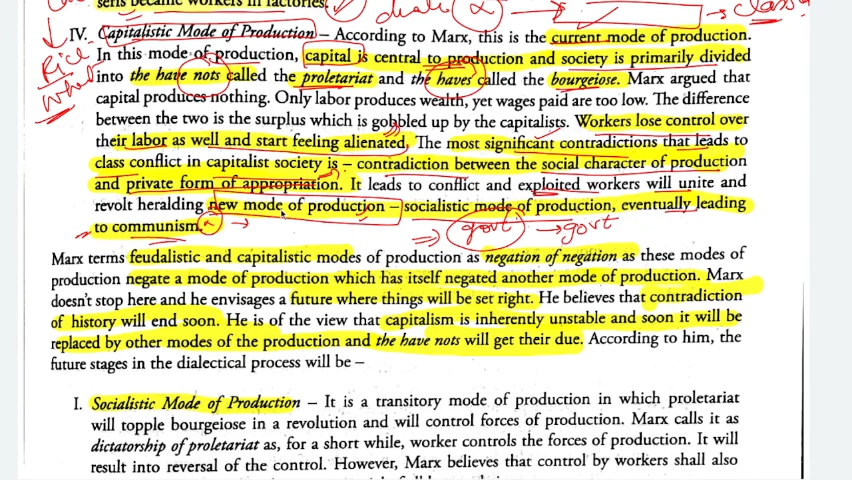 serfs became workers in factories.
class
IV. Capitalistic Mode of Production – According to Marx, this is the current mode of production.
In this mode of production, capital is central to production and society is primarily divided
into the have nots called the proletariat and the haves called the bourgeiose. Marx argued that
capital produces nothing. Only labor produces wealth, yet wages paid are too low. The difference
between the two is the surplus which is gobbled up by the capitalists. Workers lose control over
their labor as well and start feeling alienated. The most significant contradictions that leads to
class conflict in capitalist society is – contradiction between the social character of production
and private form of appropriation. It leads to conflict and exploited workers will unite and
revolt heralding new mode of production – socialistic mode of production, eventually leading
to communism.
Rice
govt → govt
Marx terms feudalistic and capitalistic modes of production as negation of negation as these modes of
production negate a mode of production which has itself negated another mode of production. Marx
doesn't stop here and he envisages a future where things will be set right. He believes that contradiction
of history will end soon. He is of the view that capitalism is inherently unstable and soon it will be
replaced by other modes of the production and the have nots will get their due. According to him, the
future stages in the dialectical process will be –
I. Socialistic Mode of Production – It is a transitory mode of production in which proletariat
will topple bourgeiose in a revolution and will control forces of production. Marx calls it as
dictatorship of proletariat as, for a short while, worker controls the forces of production. It will
result into reversal of the control. However, Marx believes that control by workers shall also